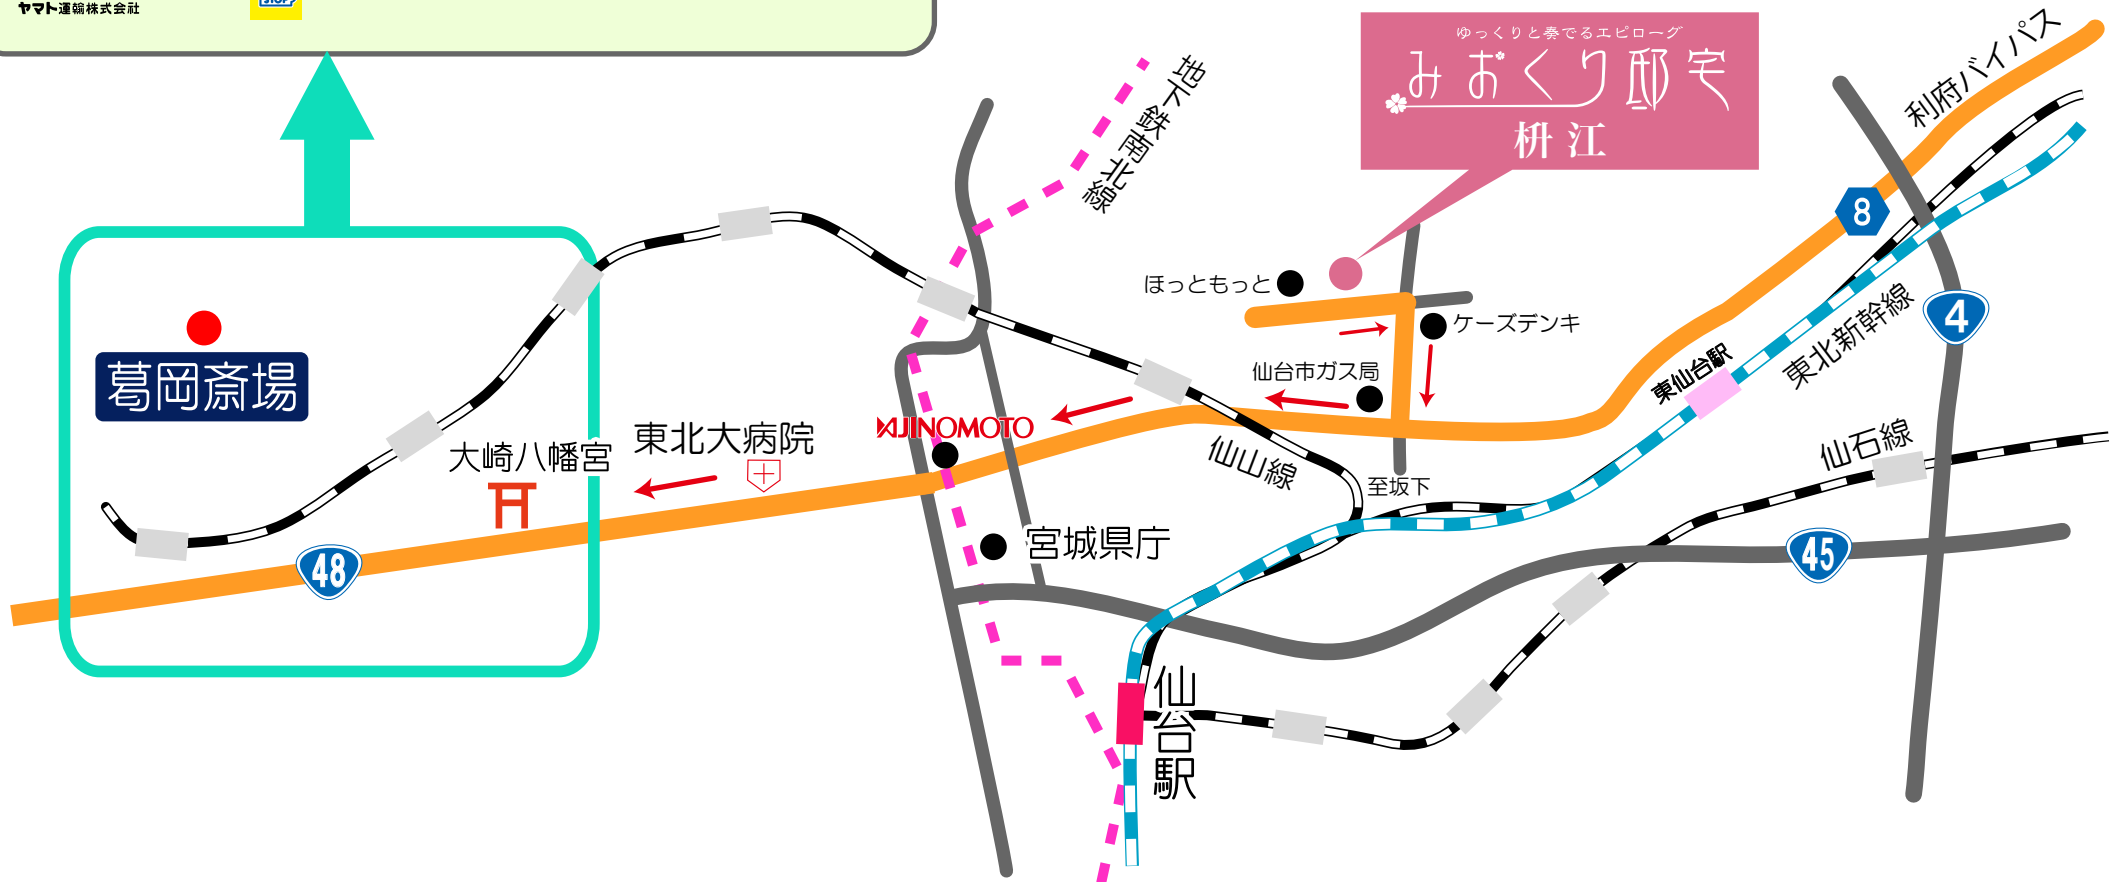 ヤマト運輸株式会社
STOP
ゆっくりと奏でるエピローグ
みおくり邸宅
枡江
利府バイパス
地下鉄南北線
8
ほっともっと
ケーズデンキ
東北新幹線
4
葛岡斎場
仙台市ガス局
東仙台駅
AJINOMOTO
東北大病院
大崎八幡宮
仙山線
仙石線
至坂下
宮城県庁
45
48
仙台駅